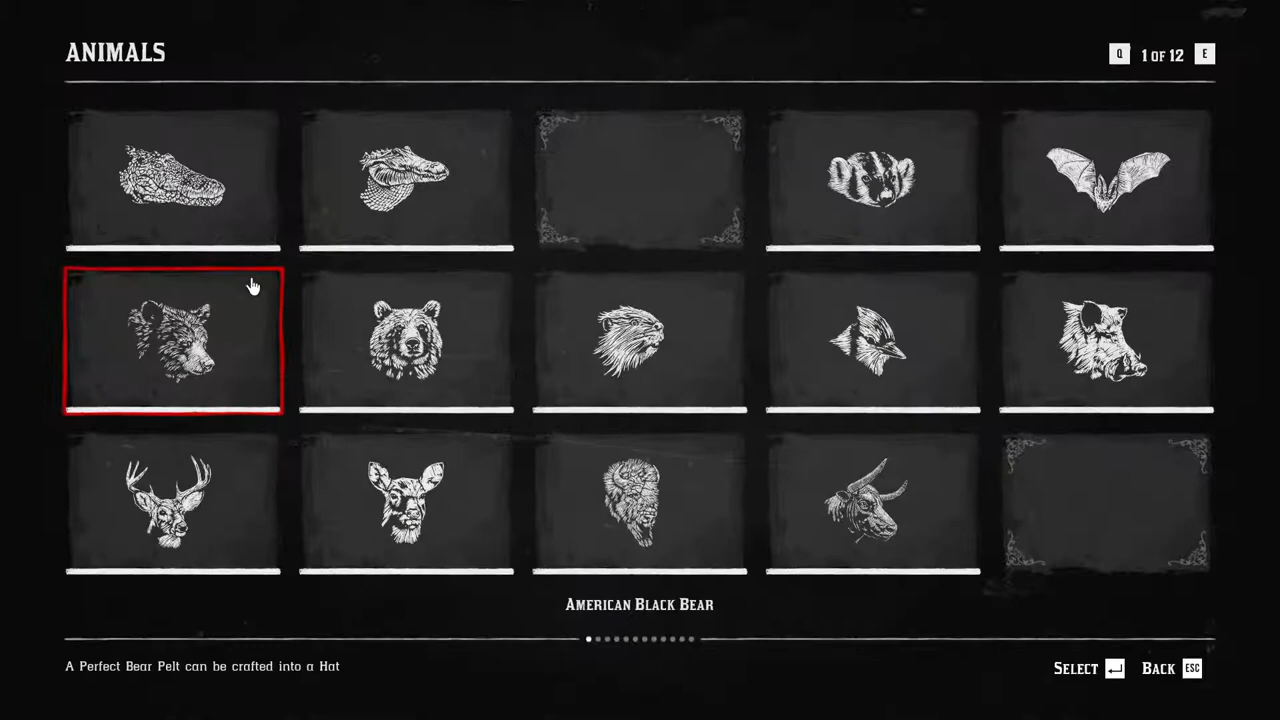 ANIMALS
Q 1 OF 12 E
AMERICAN BLACK BEAR
A Perfect Bear Pelt can be crafted into a Hat
SELECT BACK ESC